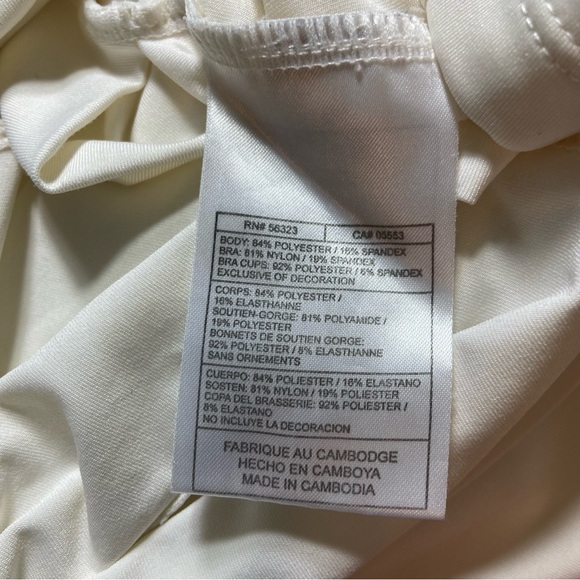 RN# 56323 CA# 05553
BODY: 84% POLYESTER / 16% SPANDEX
BRA: 81% NYLON / 19% SPANDEX
BRA CUPS: 92% POLYESTER / 8% SPANDEX
EXCLUSIVE OF DECORATION
CORPS: 84% POLYESTER /
16% ELASTHANNE
SOUTIEN-GORGE: 81% POLYAMIDE /
19% POLYESTER
BONNETS DE SOUTIEN GORGE:
92% POLYESTER / 8% ELASTHANNE
SANS ORNEMENTS
CUERPO: 84% POLIESTER / 16% ELASTANO
SOSTEN: 81% NYLON / 19% POLIESTER
COPA DEL BRASSERIE: 92% POLIESTER /
8% ELASTANO
NO INCLUYE LA DECORACION
FABRIQUE AU CAMBODGE
HECHO EN CAMBOYA
MADE IN CAMBODIA